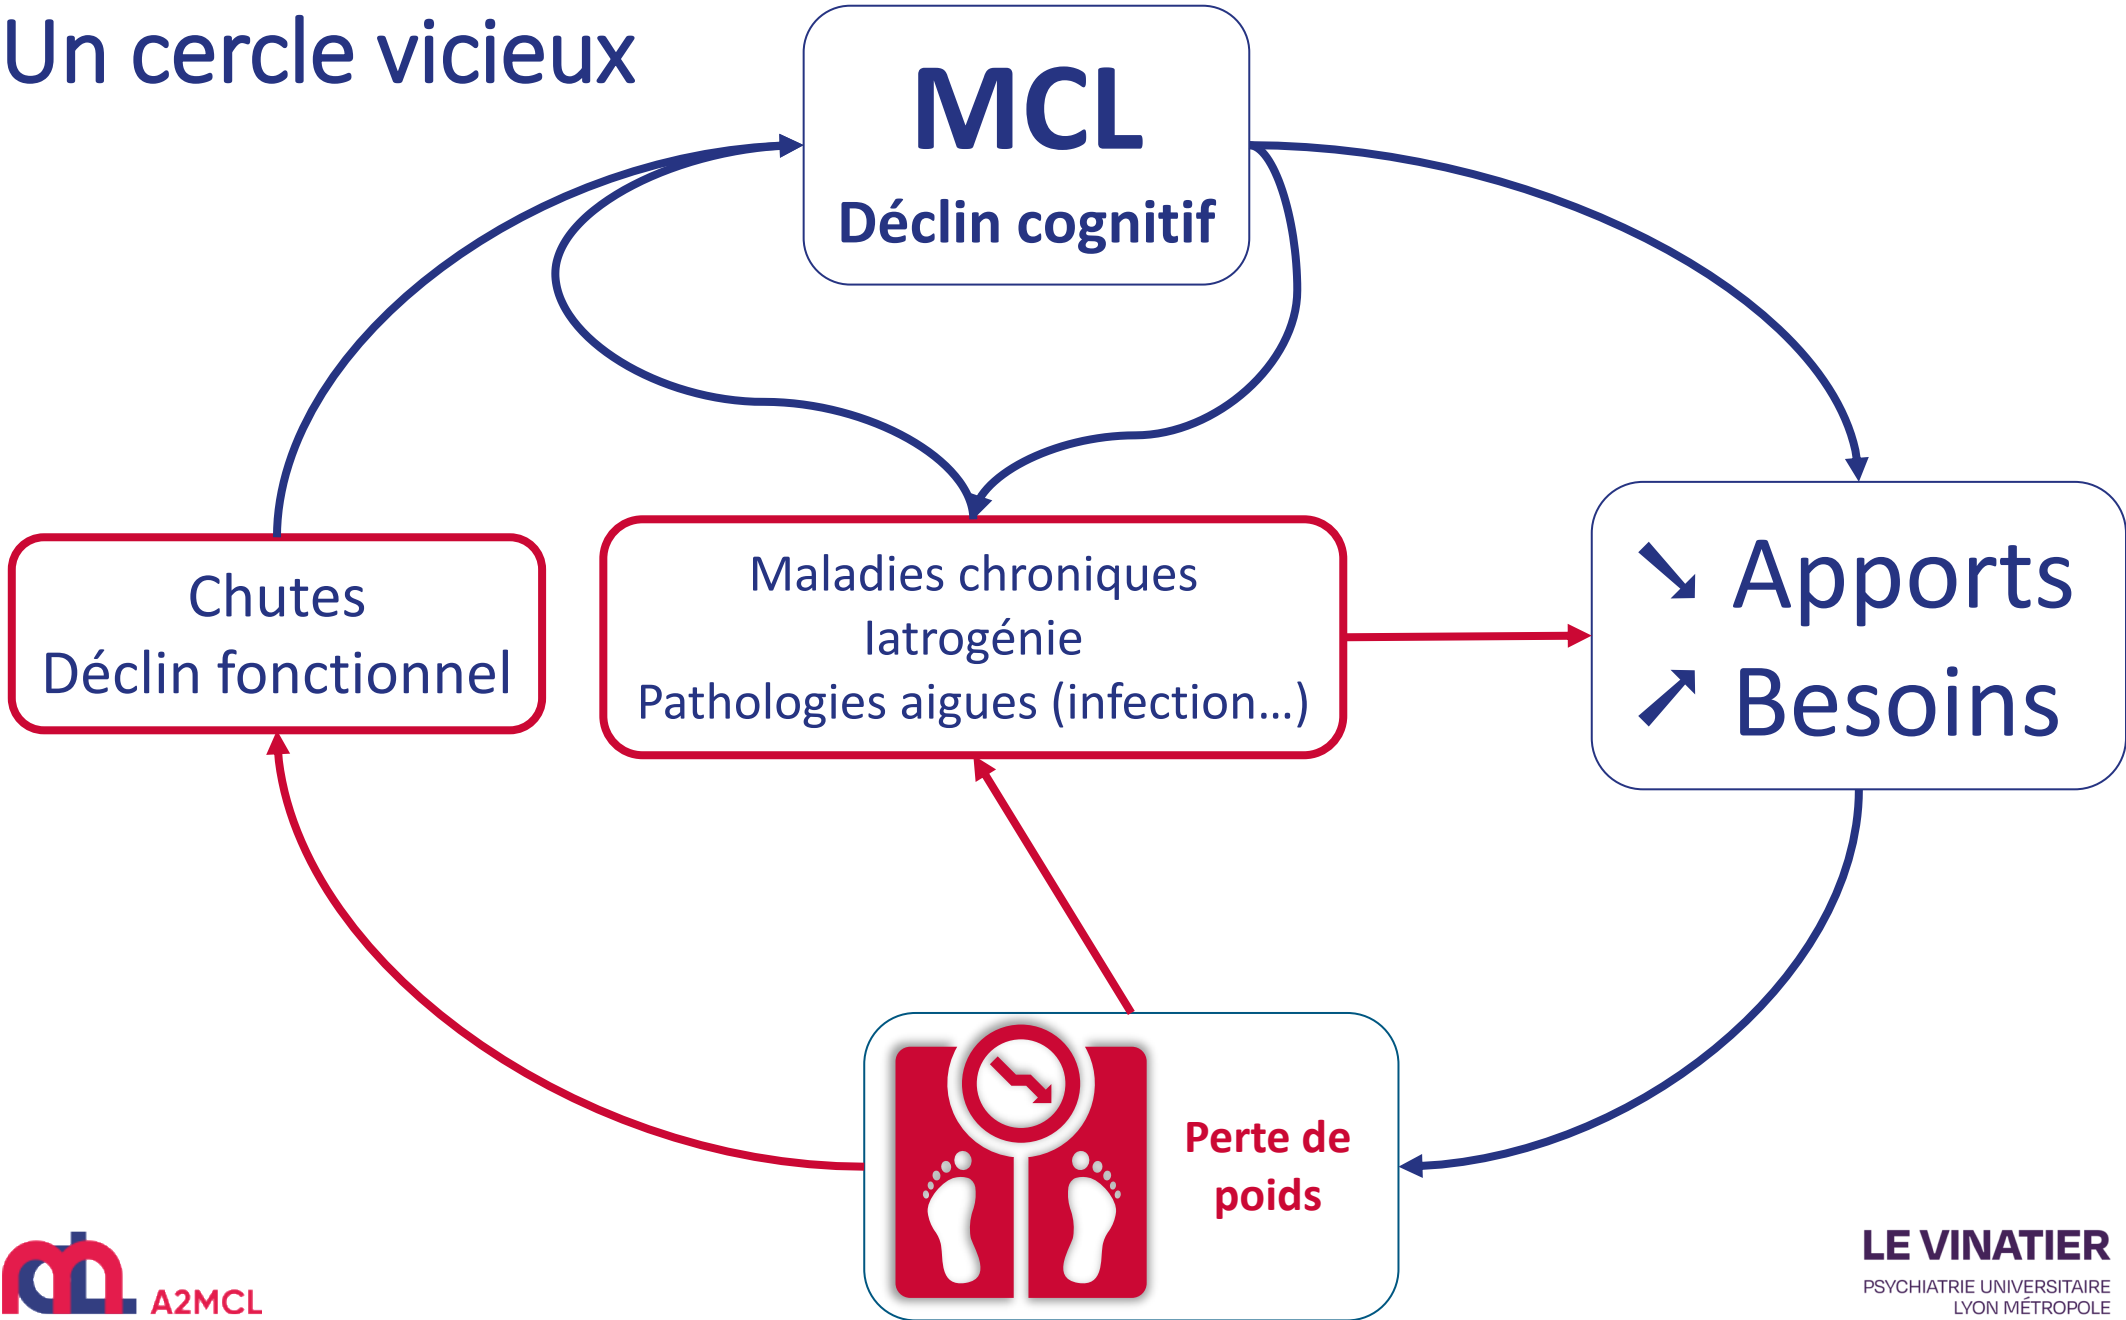 Un cercle vicieux
MCL
Déclin cognitif
Chutes
Déclin fonctionnel
Maladies chroniques
Iatrogénie
Pathologies aigues (infection...)
➘ Apports
➚ Besoins
Perte de
poids
A2MCL
LE VINATIER
PSYCHIATRIE UNIVERSITAIRE
LYON MÉTROPOLE